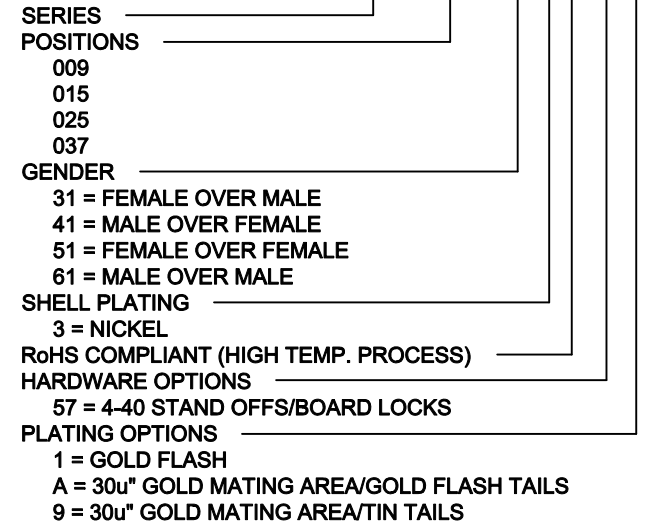 SERIES
POSITIONS
009
015
025
037
GENDER
31 = FEMALE OVER MALE
41 = MALE OVER FEMALE
51 = FEMALE OVER FEMALE
61 = MALE OVER MALE
SHELL PLATING
3 = NICKEL
RoHS COMPLIANT (HIGH TEMP. PROCESS)
HARDWARE OPTIONS
57 = 4-40 STAND OFFS/BOARD LOCKS
PLATING OPTIONS
1 = GOLD FLASH
A = 30u" GOLD MATING AREA/GOLD FLASH TAILS
9 = 30u" GOLD MATING AREA/TIN TAILS